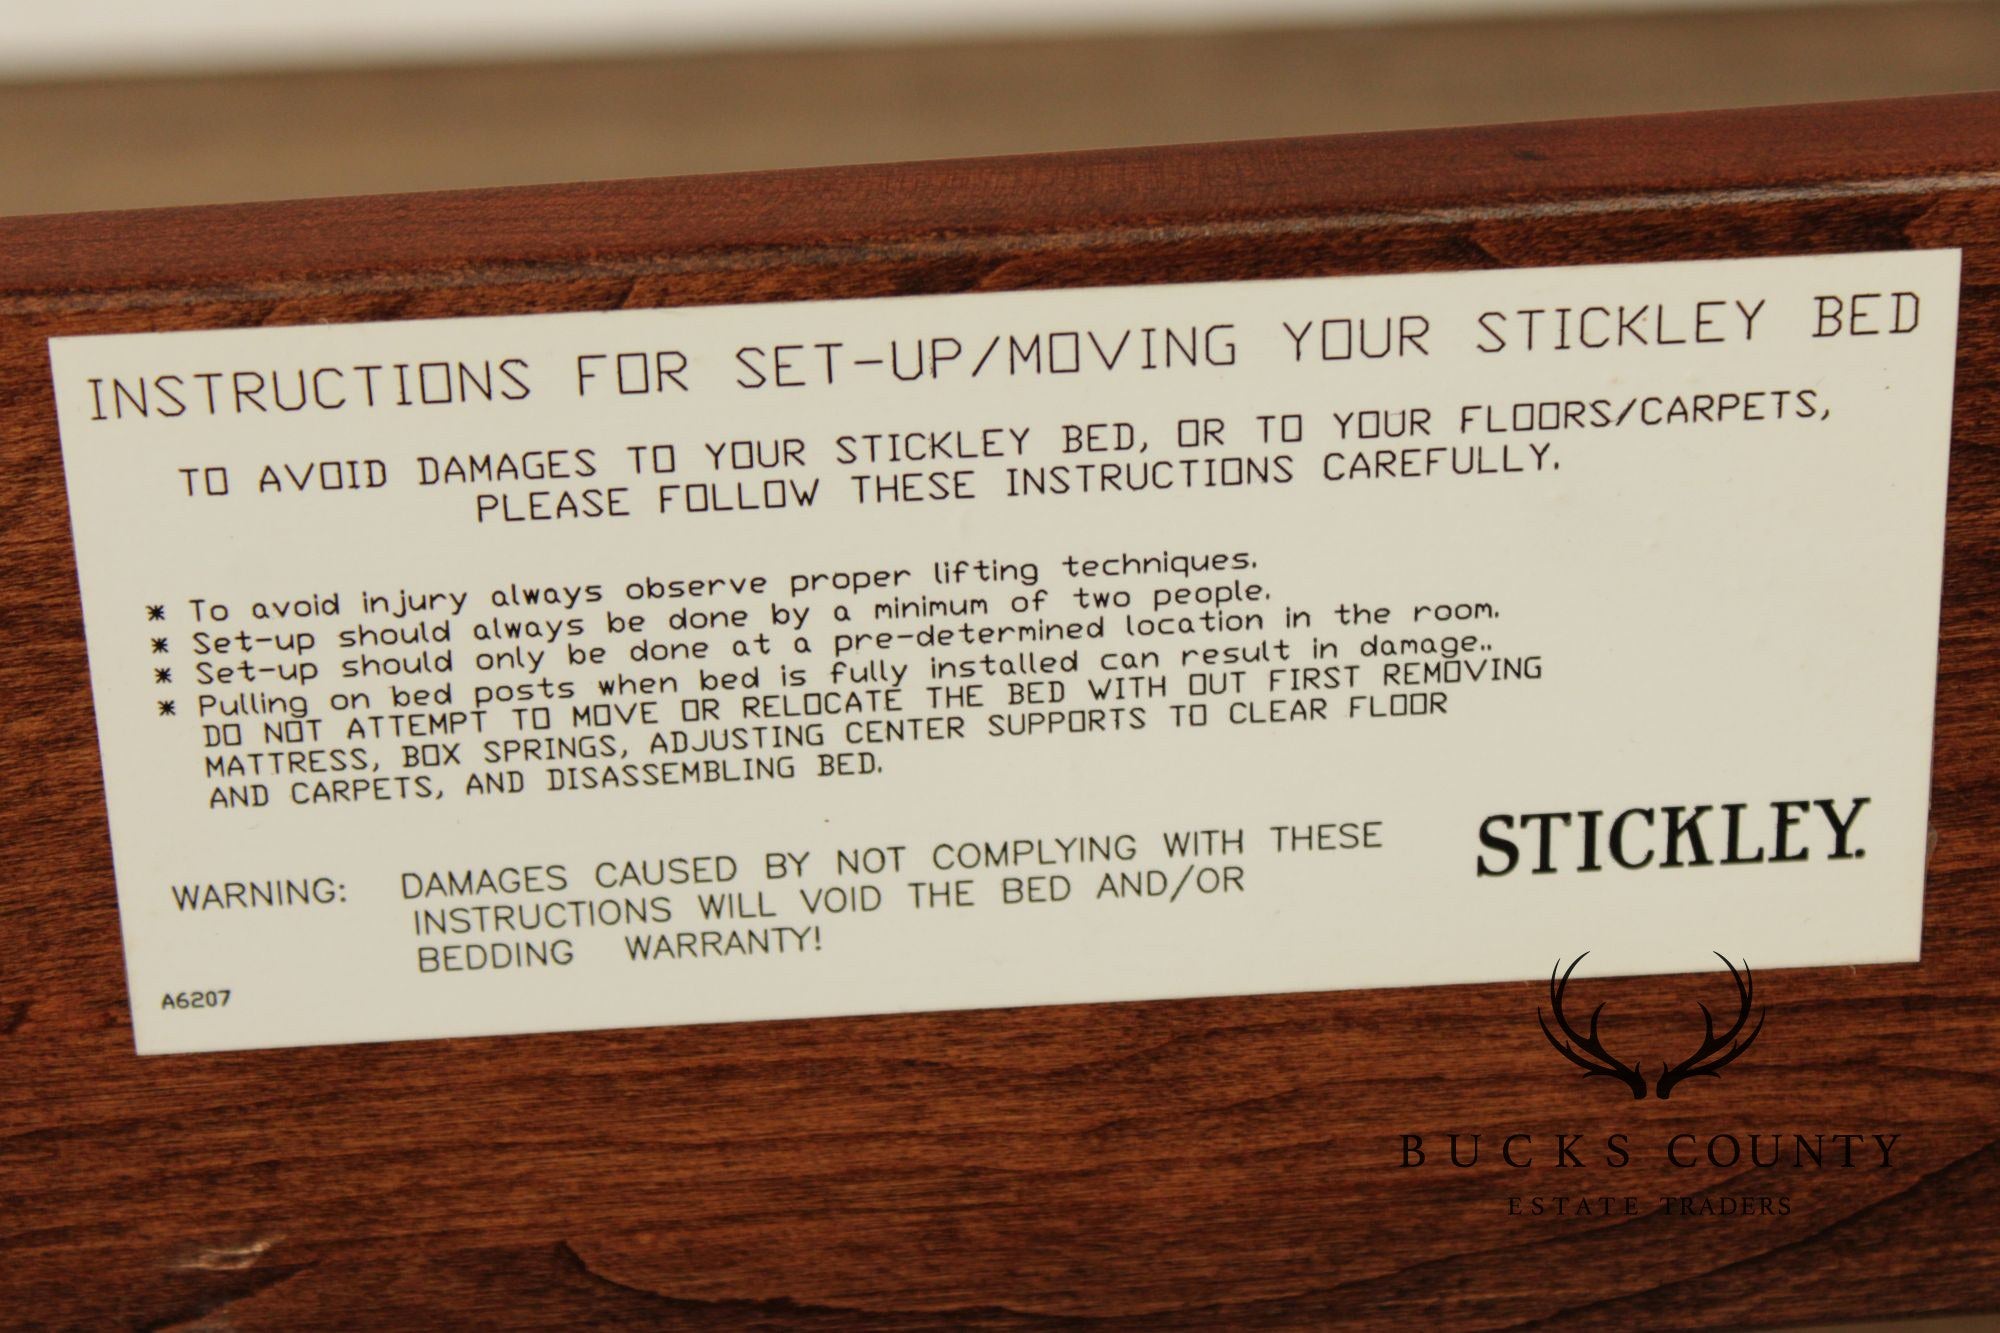 INSTRUCTIONS FOR SET-UP/MOVING YOUR STICKLEY BED
TO AVOID DAMAGES TO YOUR STICKLEY BED, OR TO YOUR FLOORS/CARPETS,
PLEASE FOLLOW THESE INSTRUCTIONS CAREFULLY.
* To avoid injury always observe proper lifting techniques.
* Set-up should always be done by a minimum of two people.
* Set-up should only be done at a pre-determined location in the room.
* Pulling on bed posts when bed is fully installed can result in damage..
DO NOT ATTEMPT TO MOVE OR RELOCATE THE BED WITH OUT FIRST REMOVING
MATTRESS, BOX SPRINGS, ADJUSTING CENTER SUPPORTS TO CLEAR FLOOR
AND CARPETS, AND DISASSEMBLING BED.
WARNING: DAMAGES CAUSED BY NOT COMPLYING WITH THESE
INSTRUCTIONS WILL VOID THE BED AND/OR
BEDDING WARRANTY!
STICKLEY.
A6207
BUCKS COUNTY
ESTATE TRADERS